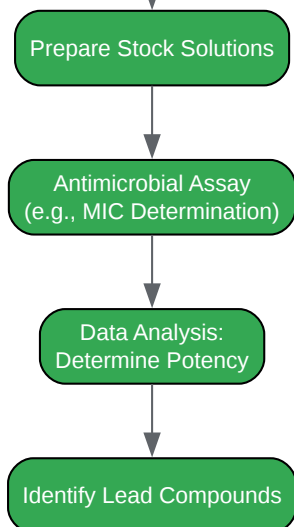 Prepare Stock Solutions
Antimicrobial Assay
(e.g., MIC Determination)
Data Analysis:
Determine Potency
Identify Lead Compounds